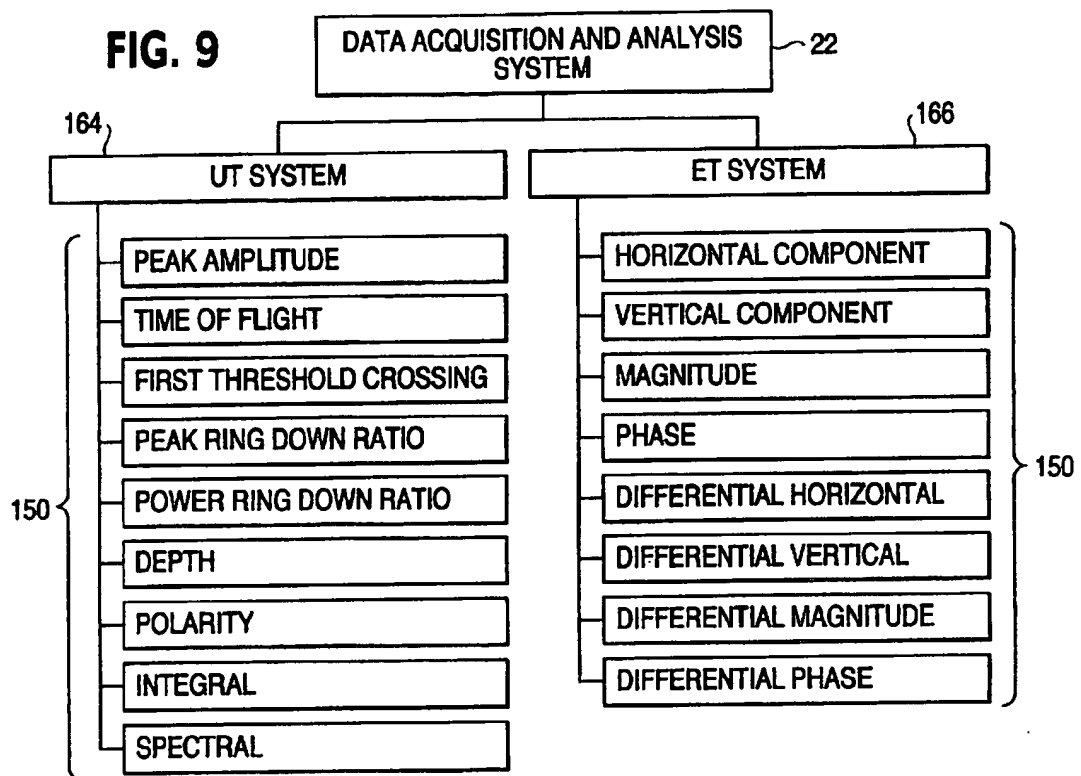 FIG. 9
DATA ACQUISITION AND ANALYSIS
SYSTEM
22
164
166
UT SYSTEM
ET SYSTEM
150
PEAK AMPLITUDE
TIME OF FLIGHT
FIRST THRESHOLD CROSSING
PEAK RING DOWN RATIO
POWER RING DOWN RATIO
DEPTH
POLARITY
INTEGRAL
SPECTRAL
HORIZONTAL COMPONENT
VERTICAL COMPONENT
MAGNITUDE
PHASE
DIFFERENTIAL HORIZONTAL
DIFFERENTIAL VERTICAL
DIFFERENTIAL MAGNITUDE
DIFFERENTIAL PHASE
150